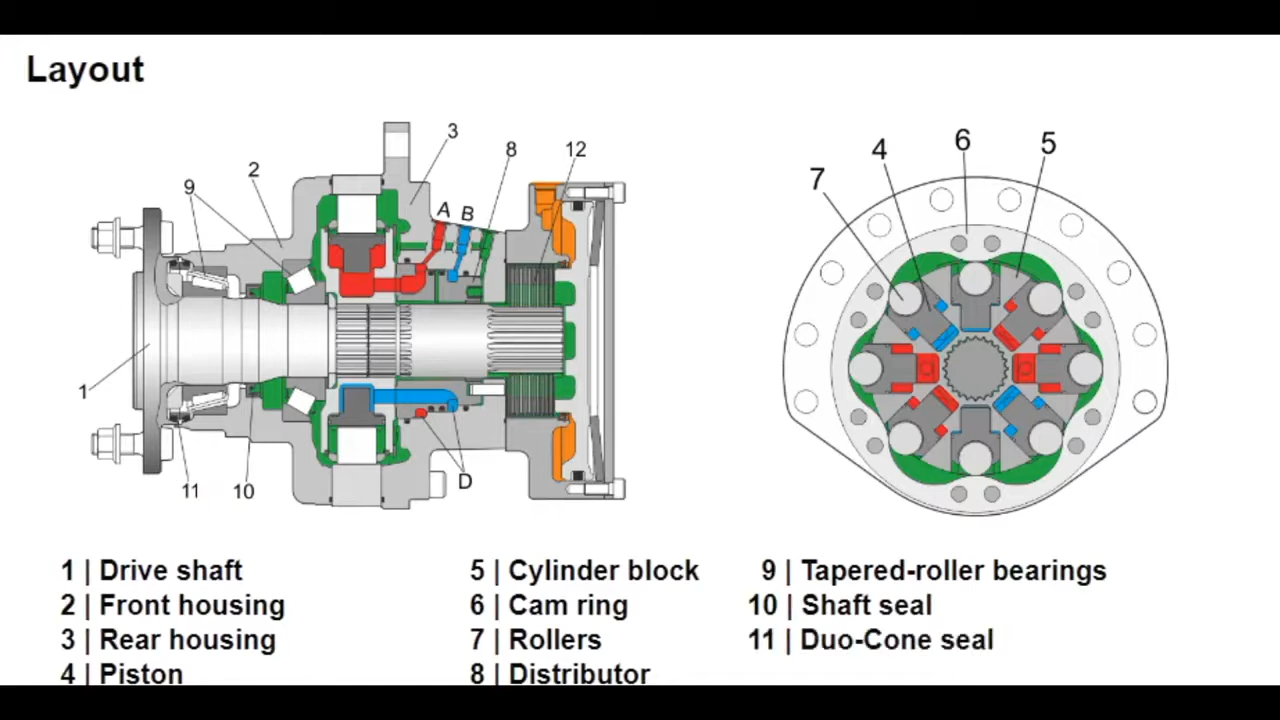 Layout
3
8
12
2
9
A B
1
11
10
D
6
4
5
7
1 | Drive shaft
2 | Front housing
3 | Rear housing
4 | Piston
5 | Cylinder block
6 | Cam ring
7 | Rollers
8 | Distributor
9 | Tapered-roller bearings
10 | Shaft seal
11 | Duo-Cone seal